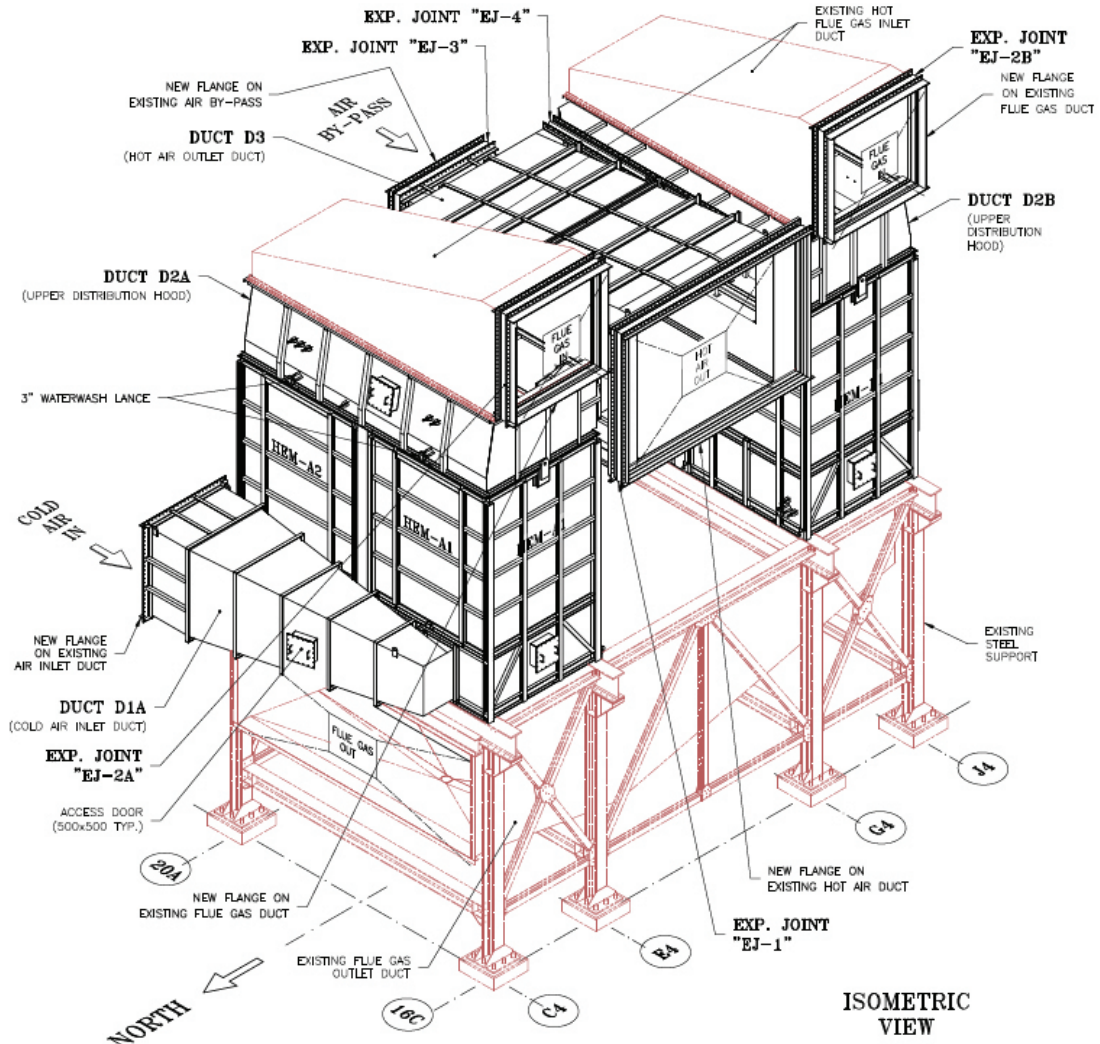 EXP. JOINT "EJ-4"
EXP. JOINT "EJ-3"
EXISTING HOT
FLUE GAS INLET
DUCT
EXP. JOINT
"EJ-2B"
NEW FLANGE ON
EXISTING AIR BY-PASS
NEW FLANGE
ON EXISTING
FLUE GAS DUCT
AIR
BY-PASS
DUCT D3
(HOT AIR OUTLET DUCT)
FLUE
GAS
DUCT D2B
(UPPER
DISTRIBUTION
HOOD)
DUCT D2A
(UPPER DISTRIBUTION HOOD)
FLUE
GAS
IN
HOT
AIR
OUT
3" WATERWASH LANCE
HEM-A2
HEM-A1
COLD
AIR
IN
NEW FLANGE
ON EXISTING
AIR INLET DUCT
EXISTING
STEEL
SUPPORT
DUCT D1A
(COLD AIR INLET DUCT)
FLUE GAS
OUT
EXP. JOINT
"EJ-2A"
ACCESS DOOR
(500x500 TYP.)
J4
G4
20A
NEW FLANGE ON
EXISTING FLUE GAS DUCT
NEW FLANGE ON
EXISTING HOT AIR DUCT
EXP. JOINT
"EJ-1"
E4
EXISTING FLUE GAS
OUTLET DUCT
C4
16C
NORTH
ISOMETRIC
VIEW